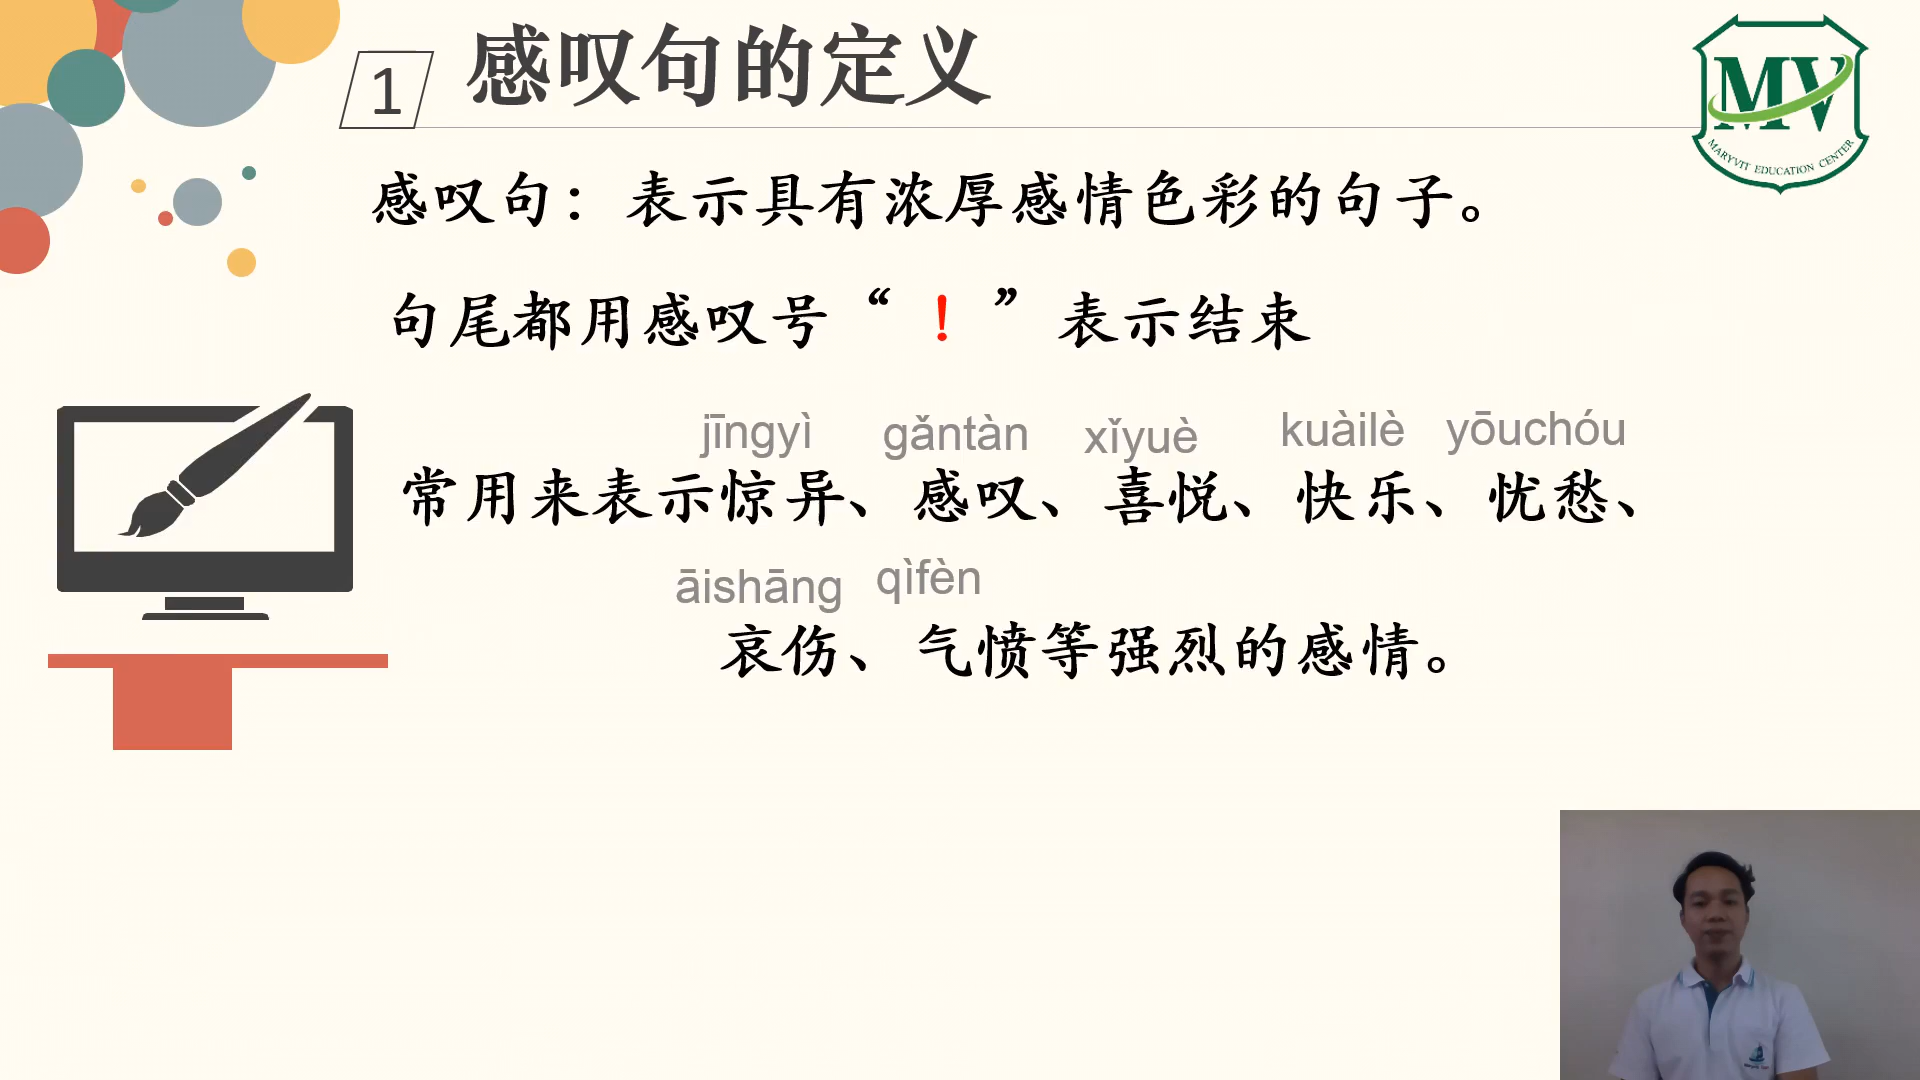 1 感叹句的定义
MV
MARYVIT EDUCATION CENTER
感叹句：表示具有浓厚感情色彩的句子。
句尾都用感叹号“！”表示结束
jīngyì gǎntàn xǐyuè kuàilè yōuchóu
常用来表示惊异、感叹、喜悦、快乐、忧愁、
āishāng qìfèn
哀伤、气愤等强烈的感情。